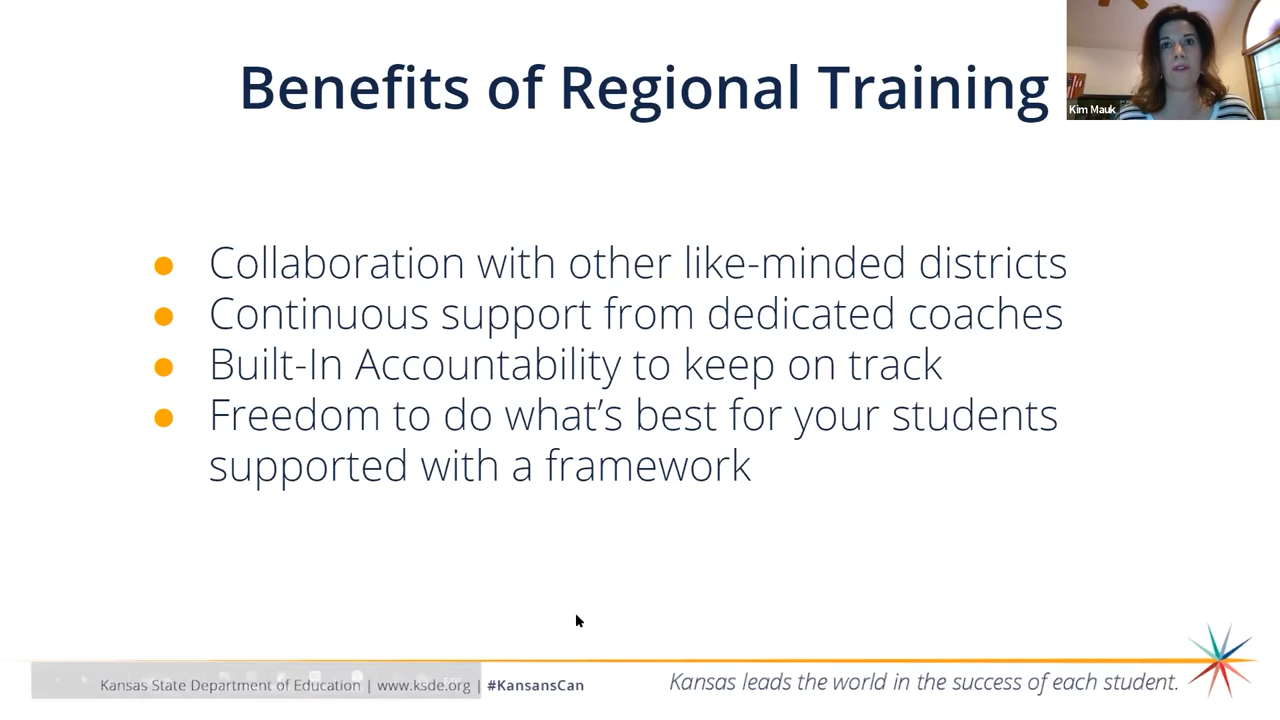 Benefits of Regional Training
Kim Mauk
Collaboration with other like-minded districts
Continuous support from dedicated coaches
Built-In Accountability to keep on track
Freedom to do what's best for your students
supported with a framework
Kansas State Department of Education | www.ksde.org | #KansansCan
Kansas leads the world in the success of each student.